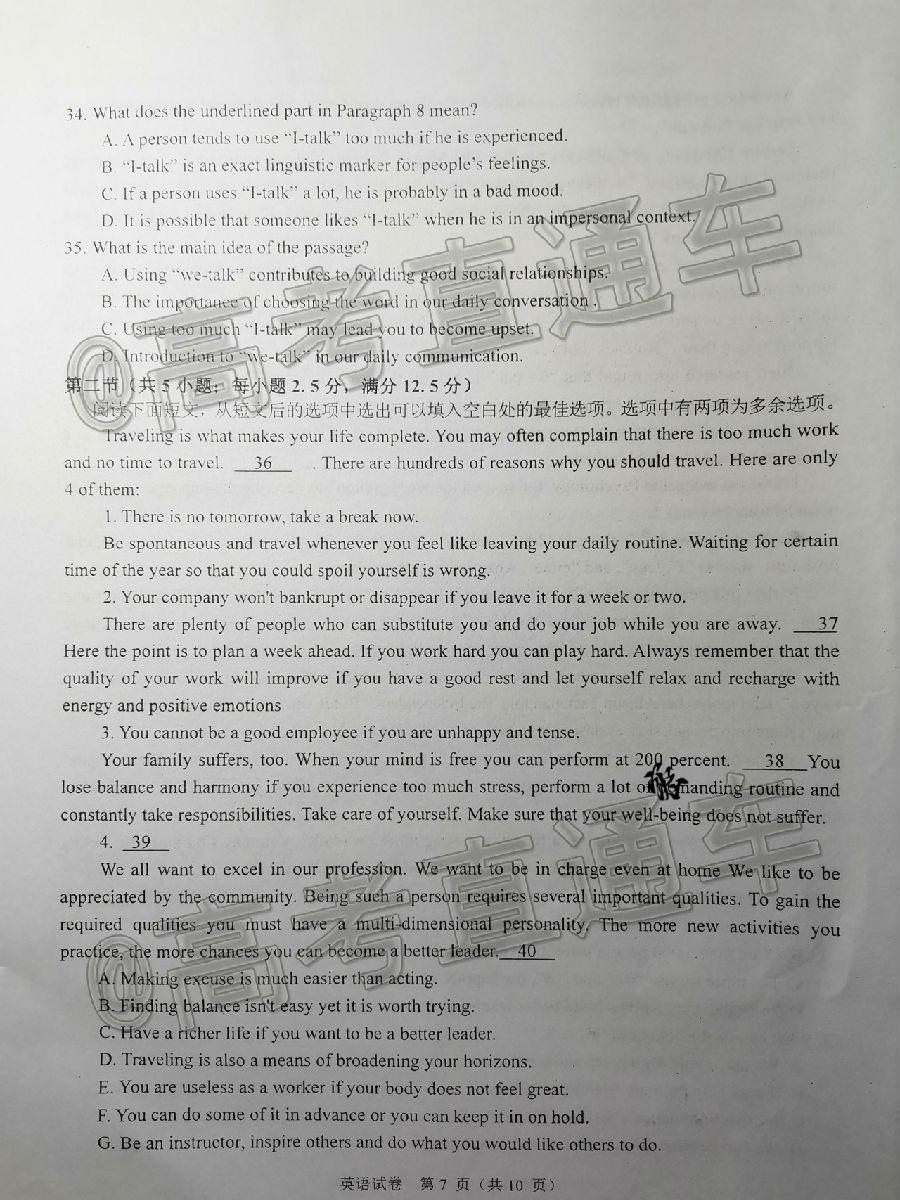 34. What does the underlined part in Paragraph 8 mean?
A. A person tends to use “I-talk” too much if he is experienced.
B. “I-talk” is an exact linguistic marker for people’s feelings.
C. If a person uses “I-talk” a lot, he is probably in a bad mood.
D. It is possible that someone likes “I-talk” when he is in an impersonal context.
35. What is the main idea of the passage?
A. Using “we-talk” contributes to building good social relationships.
B. The importance of choosing the word in our daily conversation .
C. Using too much “I-talk” may lead you to become upset.
D. Introduction to “we-talk” in our daily communication.
@高考直通车
第二节（共 5 小题；每小题 2.5 分，满分 12.5 分）
阅读下面短文，从短文后的选项中选出可以填入空白处的最佳选项。选项中有两项为多余选项。
Traveling is what makes your life complete. You may often complain that there is too much work
and no time to travel. 36 . There are hundreds of reasons why you should travel. Here are only
4 of them:
1. There is no tomorrow, take a break now.
Be spontaneous and travel whenever you feel like leaving your daily routine. Waiting for certain
time of the year so that you could spoil yourself is wrong.
2. Your company won't bankrupt or disappear if you leave it for a week or two.
There are plenty of people who can substitute you and do your job while you are away. 37
Here the point is to plan a week ahead. If you work hard you can play hard. Always remember that the
quality of your work will improve if you have a good rest and let yourself relax and recharge with
energy and positive emotions
3. You cannot be a good employee if you are unhappy and tense.
Your family suffers, too. When your mind is free you can perform at 200 percent. 38 You
lose balance and harmony if you experience too much stress, perform a lot of manding routine and
constantly take responsibilities. Take care of yourself. Make sure that your well-being does not suffer.
4. 39
We all want to excel in our profession. We want to be in charge even at home We like to be
appreciated by the community. Being such a person requires several important qualities. To gain the
required qualities you must have a multi-dimensional personality. The more new activities you
practice, the more chances you can become a better leader. 40
@高考直通车
A. Making excuse is much easier than acting.
B. Finding balance isn't easy yet it is worth trying.
C. Have a richer life if you want to be a better leader.
D. Traveling is also a means of broadening your horizons.
E. You are useless as a worker if your body does not feel great.
F. You can do some of it in advance or you can keep it in on hold.
G. Be an instructor, inspire others and do what you would like others to do.
英语试卷 第 7 页（共 10 页）